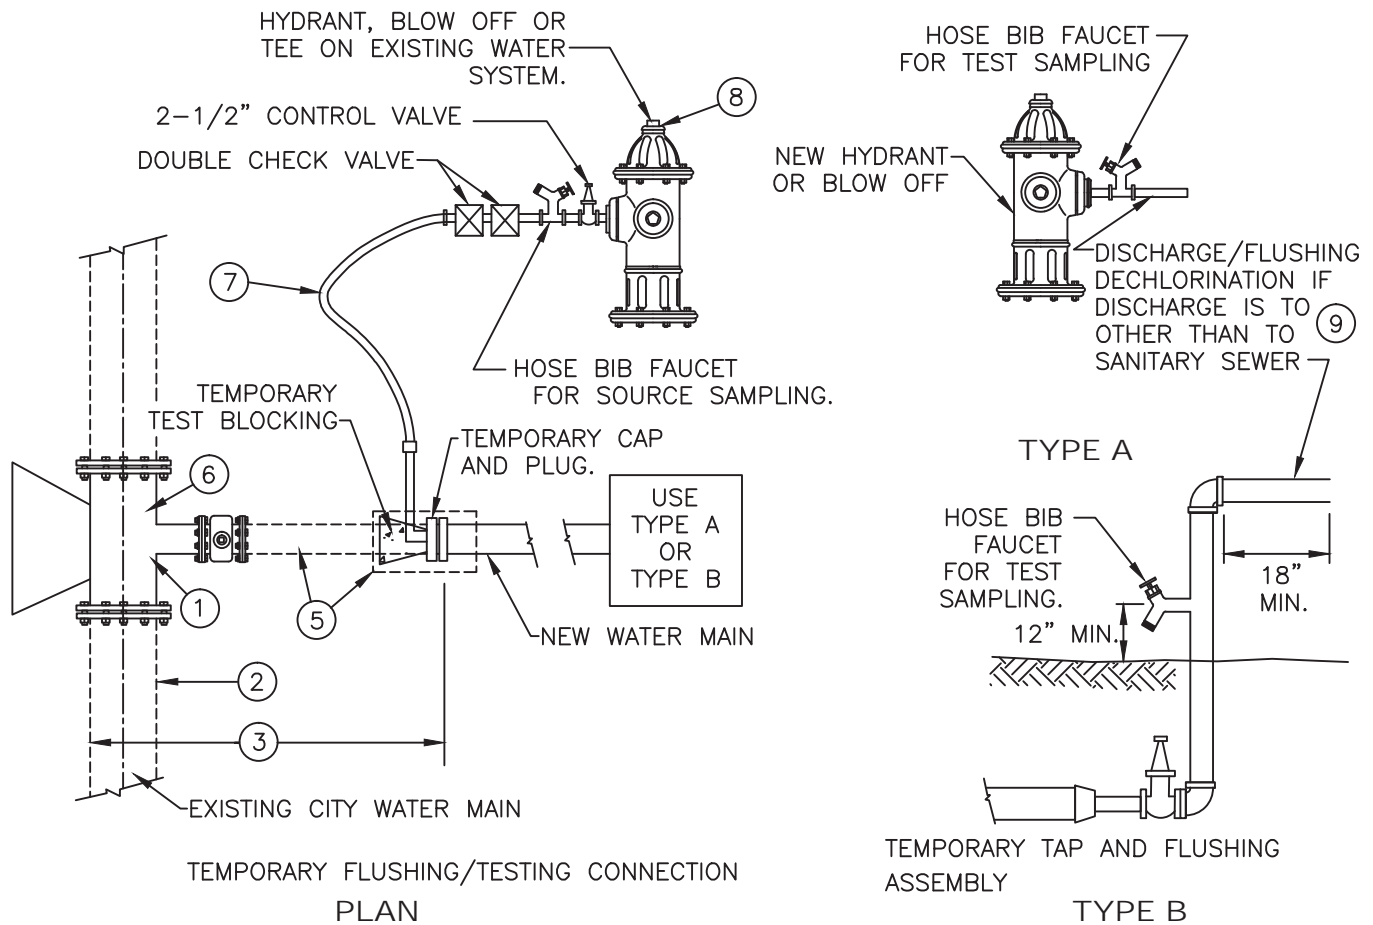 HYDRANT, BLOW OFF OR
TEE ON EXISTING WATER
SYSTEM.
8
2-1/2" CONTROL VALVE
DOUBLE CHECK VALVE
7
HOSE BIB FAUCET
FOR SOURCE SAMPLING.
TEMPORARY
TEST BLOCKING
TEMPORARY CAP
AND PLUG.
6
USE
TYPE A
OR
TYPE B
1
5
NEW WATER MAIN
2
3
EXISTING CITY WATER MAIN
TEMPORARY FLUSHING/TESTING CONNECTION
PLAN
HOSE BIB FAUCET
FOR TEST SAMPLING
NEW HYDRANT
OR BLOW OFF
DISCHARGE/FLUSHING
DECHLORINATION IF
DISCHARGE IS TO
OTHER THAN TO
SANITARY SEWER
9
TYPE A
HOSE BIB
FAUCET
FOR TEST
SAMPLING.
18"
MIN.
12" MIN.
TEMPORARY TAP AND FLUSHING
ASSEMBLY
TYPE B